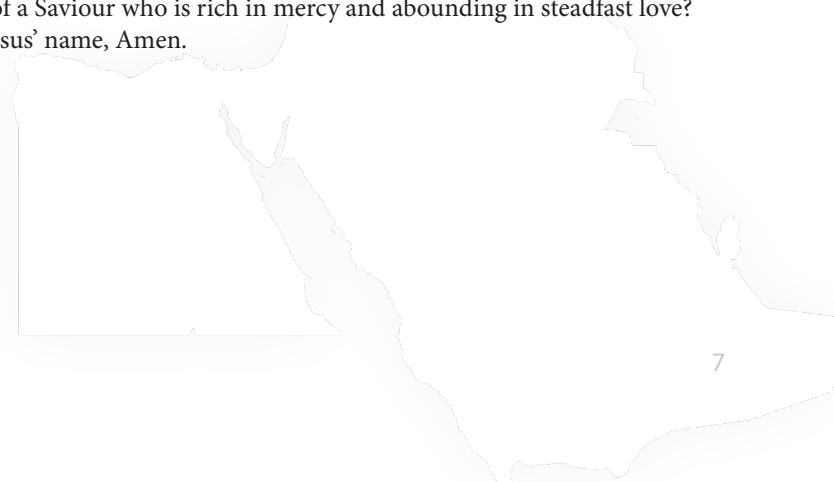 of a Saviour who is rich in mercy and abounding in steadfast love?
sus’ name, Amen.
7